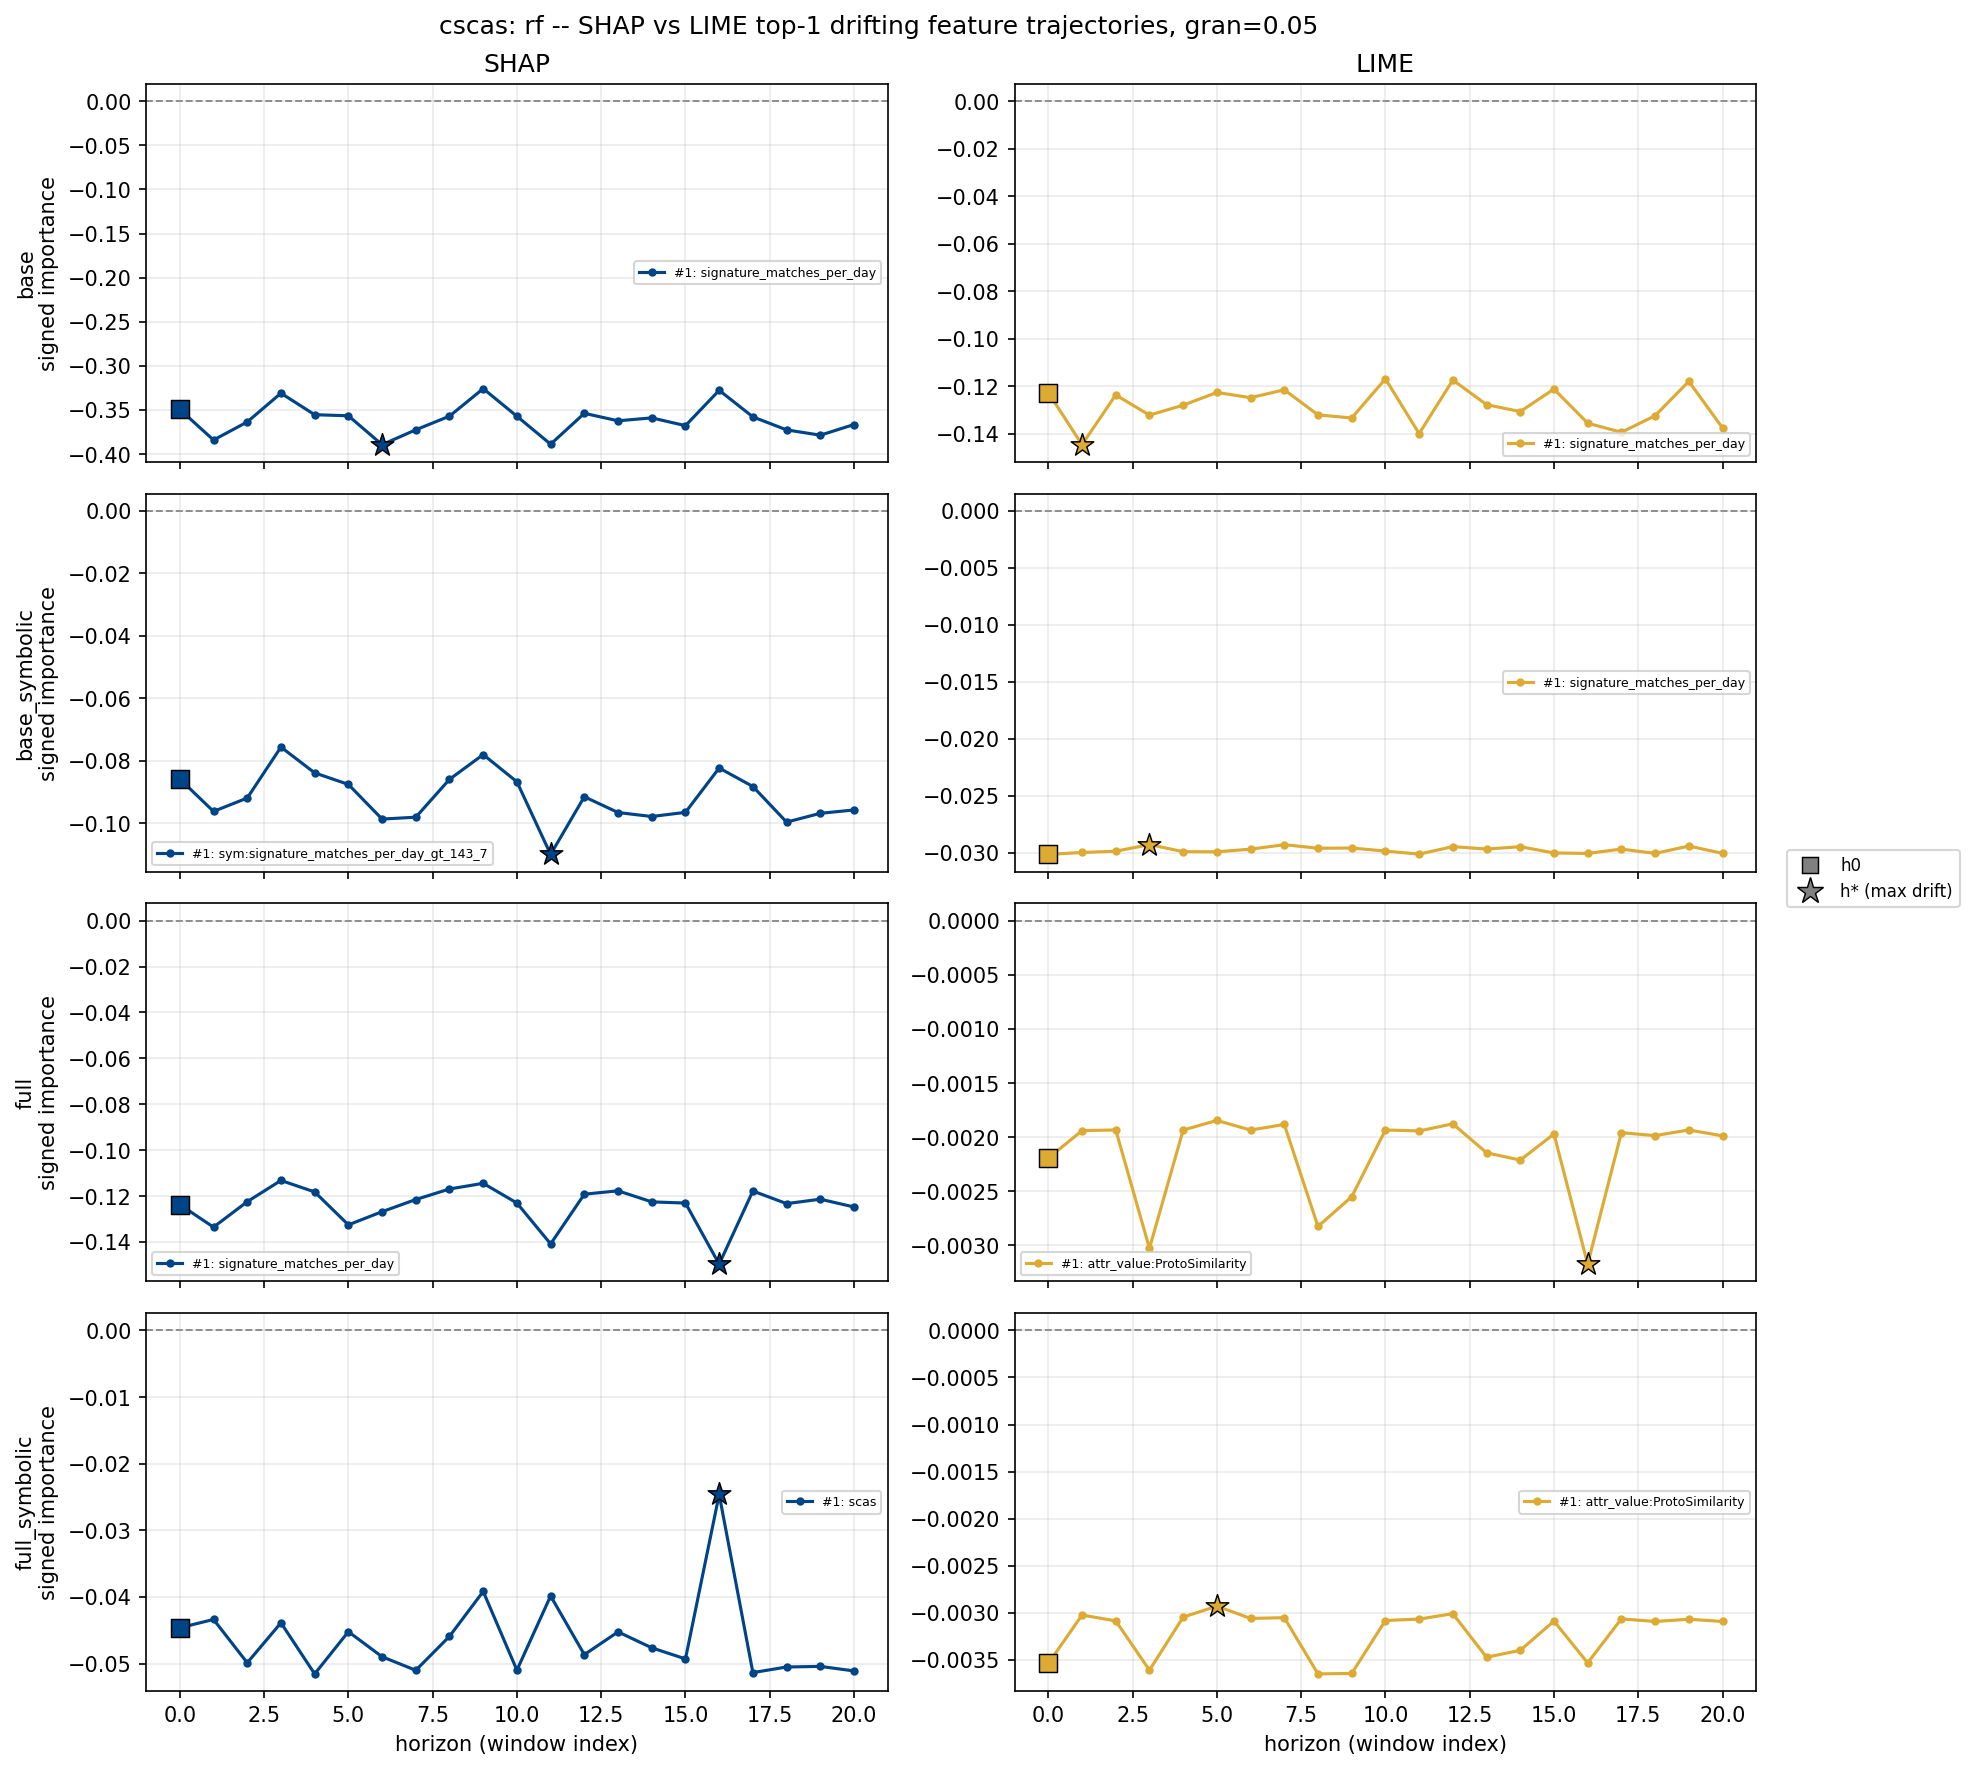 cscas: rf -- SHAP vs LIME top-1 drifting feature trajectories, gran=0.05
SHAP
0.00
−0.05
−0.10
−0.15
−0.20
−0.25
−0.30
−0.35
−0.40
base
signed importance
#1: signature_matches_per_day
LIME
0.00
−0.02
−0.04
−0.06
−0.08
−0.10
−0.12
−0.14
#1: signature_matches_per_day
0.00
−0.02
−0.04
−0.06
−0.08
−0.10
base_symbolic
signed importance
#1: sym:signature_matches_per_day_gt_143_7
0.000
−0.005
−0.010
−0.015
−0.020
−0.025
−0.030
#1: signature_matches_per_day
h0
h* (max drift)
0.00
−0.02
−0.04
−0.06
−0.08
−0.10
−0.12
−0.14
full
signed importance
#1: signature_matches_per_day
0.0000
−0.0005
−0.0010
−0.0015
−0.0020
−0.0025
−0.0030
#1: attr_value:ProtoSimilarity
0.00
−0.01
−0.02
−0.03
−0.04
−0.05
full_symbolic
signed importance
#1: scas
0.0 2.5 5.0 7.5 10.0 12.5 15.0 17.5 20.0
horizon (window index)
0.0000
−0.0005
−0.0010
−0.0015
−0.0020
−0.0025
−0.0030
−0.0035
#1: attr_value:ProtoSimilarity
0.0 2.5 5.0 7.5 10.0 12.5 15.0 17.5 20.0
horizon (window index)